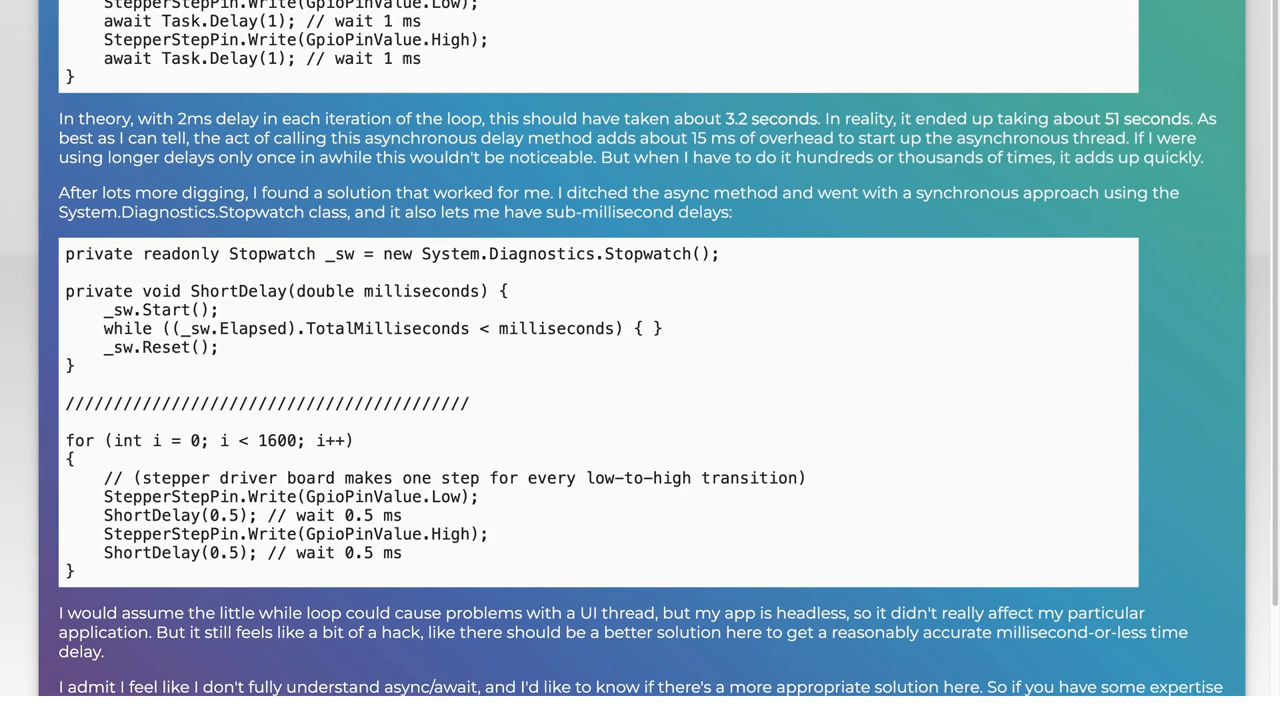 StepperStepPin.Write(GpioPinValue.Low);
await Task.Delay(1); // wait 1 ms
StepperStepPin.Write(GpioPinValue.High);
await Task.Delay(1); // wait 1 ms
}
In theory, with 2ms delay in each iteration of the loop, this should have taken about 3.2 seconds. In reality, it ended up taking about 51 seconds. As
best as I can tell, the act of calling this asynchronous delay method adds about 15 ms of overhead to start up the asynchronous thread. If I were
using longer delays only once in awhile this wouldn't be noticeable. But when I have to do it hundreds or thousands of times, it adds up quickly.
After lots more digging, I found a solution that worked for me. I ditched the async method and went with a synchronous approach using the
System.Diagnostics.Stopwatch class, and it also lets me have sub-millisecond delays:
private readonly Stopwatch _sw = new System.Diagnostics.Stopwatch();
private void ShortDelay(double milliseconds) {
_sw.Start();
while ((_sw.Elapsed).TotalMilliseconds < milliseconds) { }
_sw.Reset();
}
//////////////////////////////////////////
for (int i = 0; i < 1600; i++)
{
// (stepper driver board makes one step for every low-to-high transition)
StepperStepPin.Write(GpioPinValue.Low);
ShortDelay(0.5); // wait 0.5 ms
StepperStepPin.Write(GpioPinValue.High);
ShortDelay(0.5); // wait 0.5 ms
}
I would assume the little while loop could cause problems with a UI thread, but my app is headless, so it didn't really affect my particular
application. But it still feels like a bit of a hack, like there should be a better solution here to get a reasonably accurate millisecond-or-less time
delay.
I admit I feel like I don't fully understand async/await, and I'd like to know if there's a more appropriate solution here. So if you have some expertise